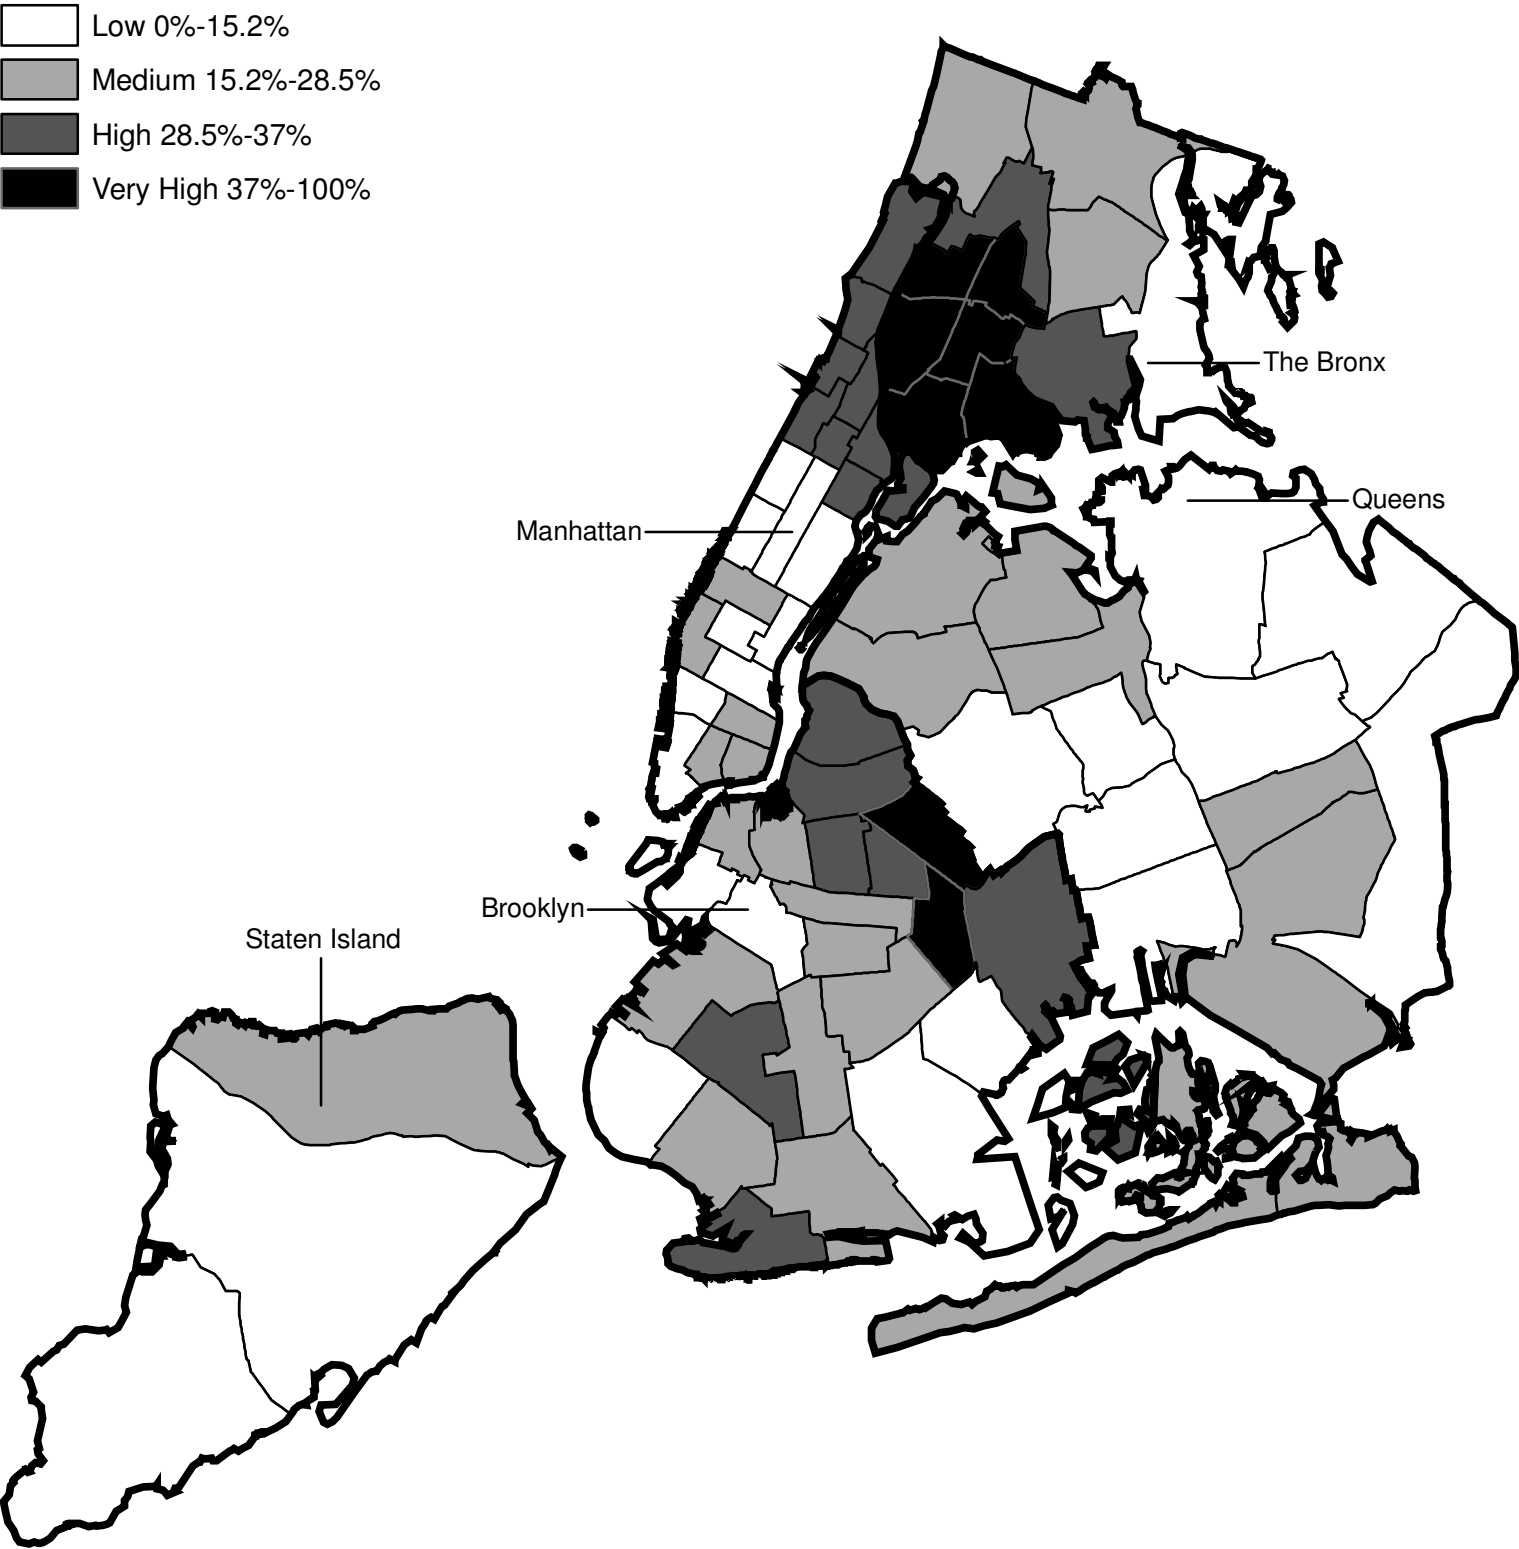 Low 0%-15.2%
Medium 15.2%-28.5%
High 28.5%-37%
Very High 37%-100%
The Bronx
Queens
Manhattan
Brooklyn
Staten Island